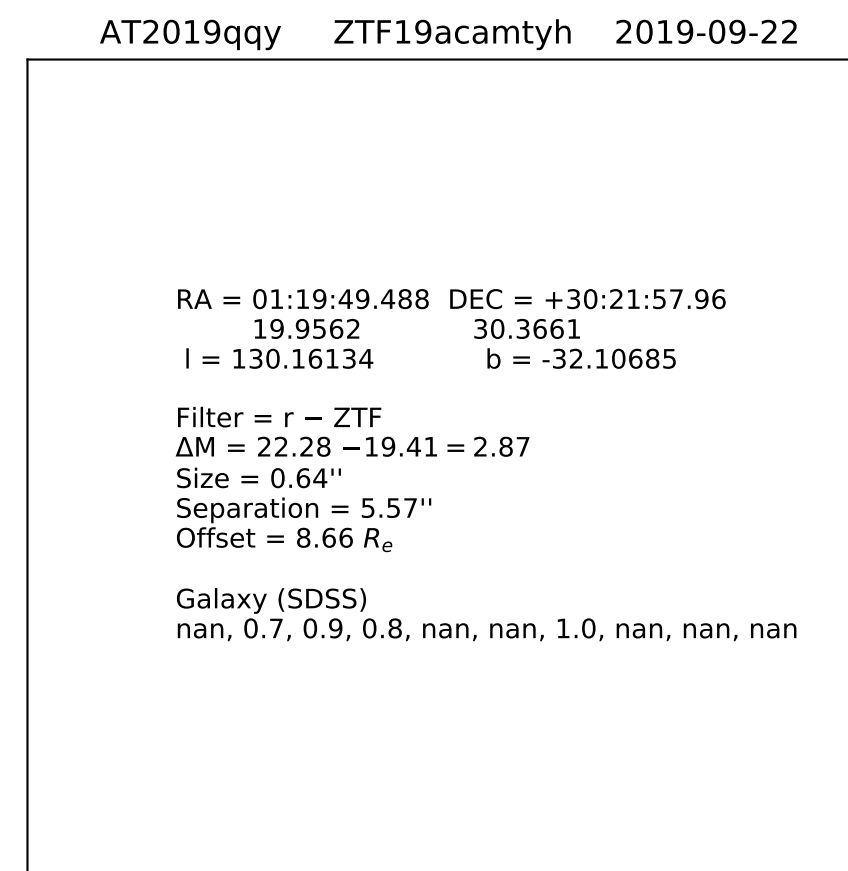 AT2019qqy ZTF19acamtyh 2019-09-22
RA = 01:19:49.488 DEC = +30:21:57.96
19.9562 30.3661
l = 130.16134 b = -32.10685
Filter = r − ZTF
ΔM = 22.28 −19.41 = 2.87
Size = 0.64''
Separation = 5.57''
Offset = 8.66 Rₑ
Galaxy (SDSS)
nan, 0.7, 0.9, 0.8, nan, nan, 1.0, nan, nan, nan